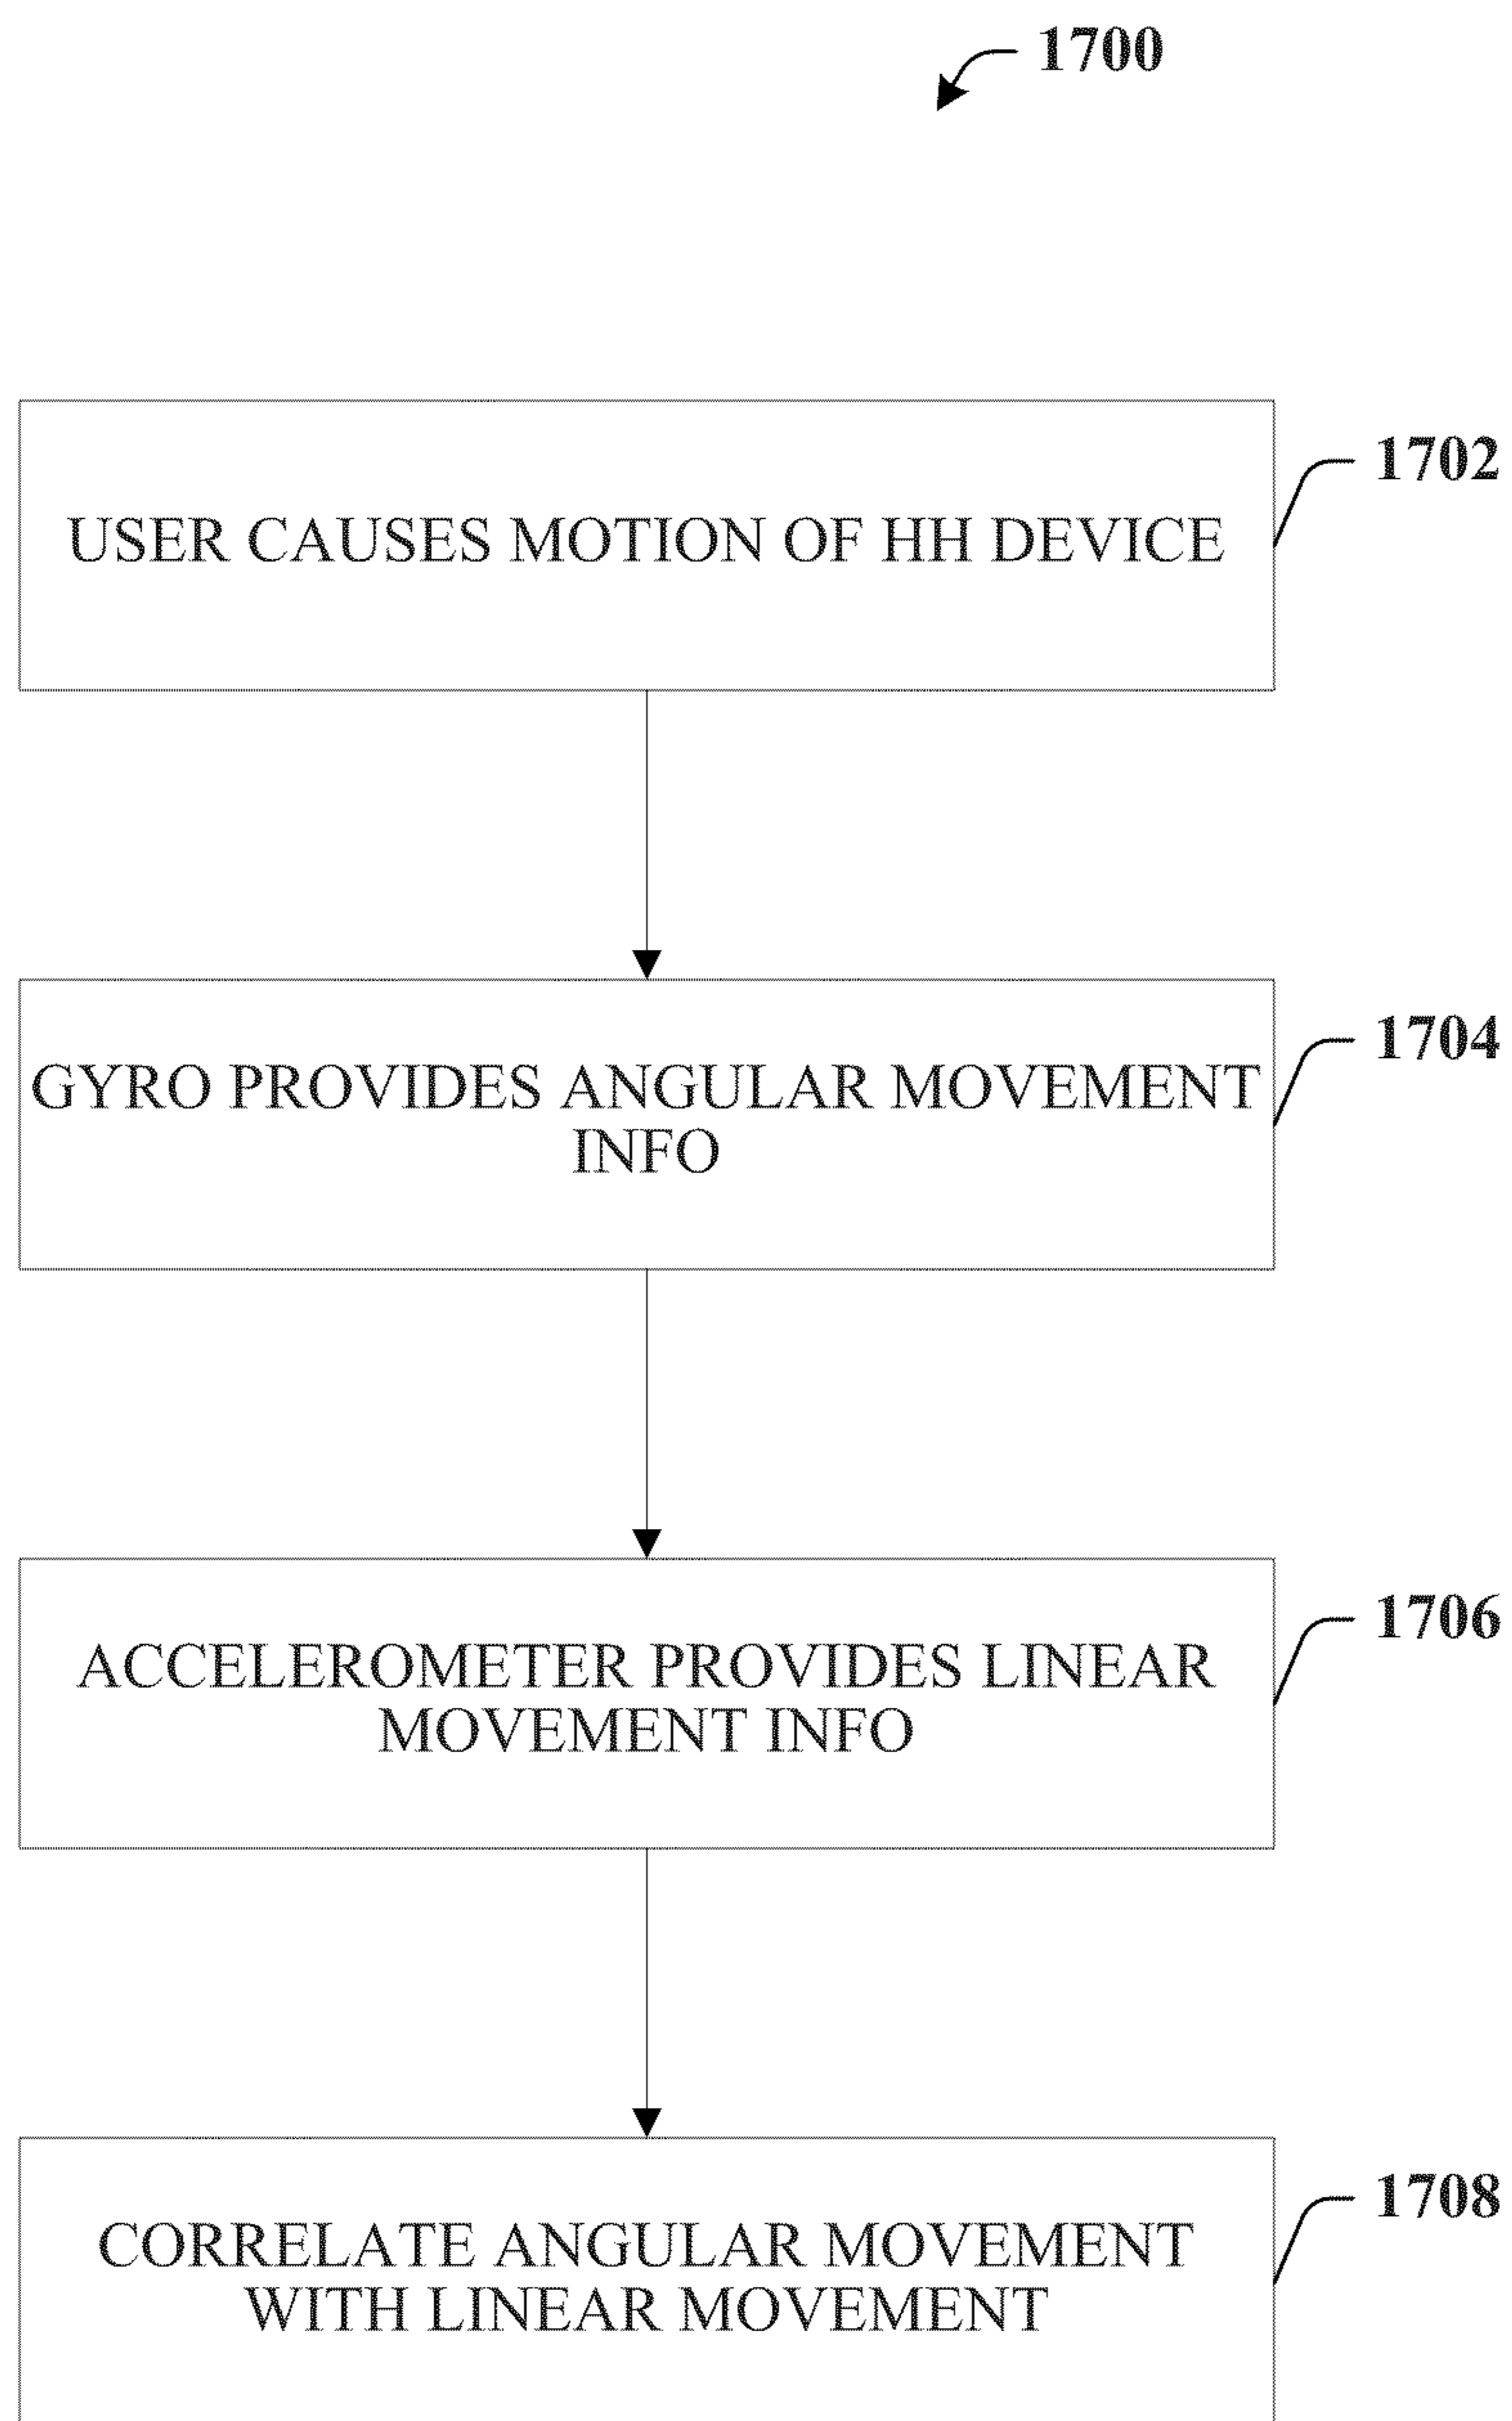 1700
USER CAUSES MOTION OF HH DEVICE
1702
GYRO PROVIDES ANGULAR MOVEMENT
INFO
1704
ACCELEROMETER PROVIDES LINEAR
MOVEMENT INFO
1706
CORRELATE ANGULAR MOVEMENT
WITH LINEAR MOVEMENT
1708